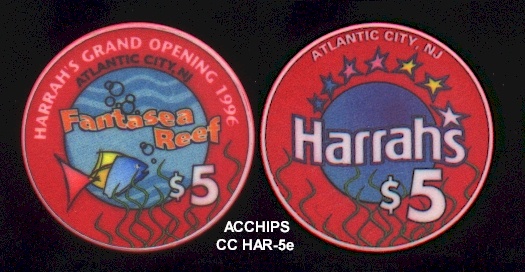 HARRAH'S GRAND OPENING 1996
ATLANTIC CITY, NJ
Fantasea
Reef
$5
ATLANTIC CITY, NJ
Harrah's
$5
ACCHIPS
CC HAR-5e